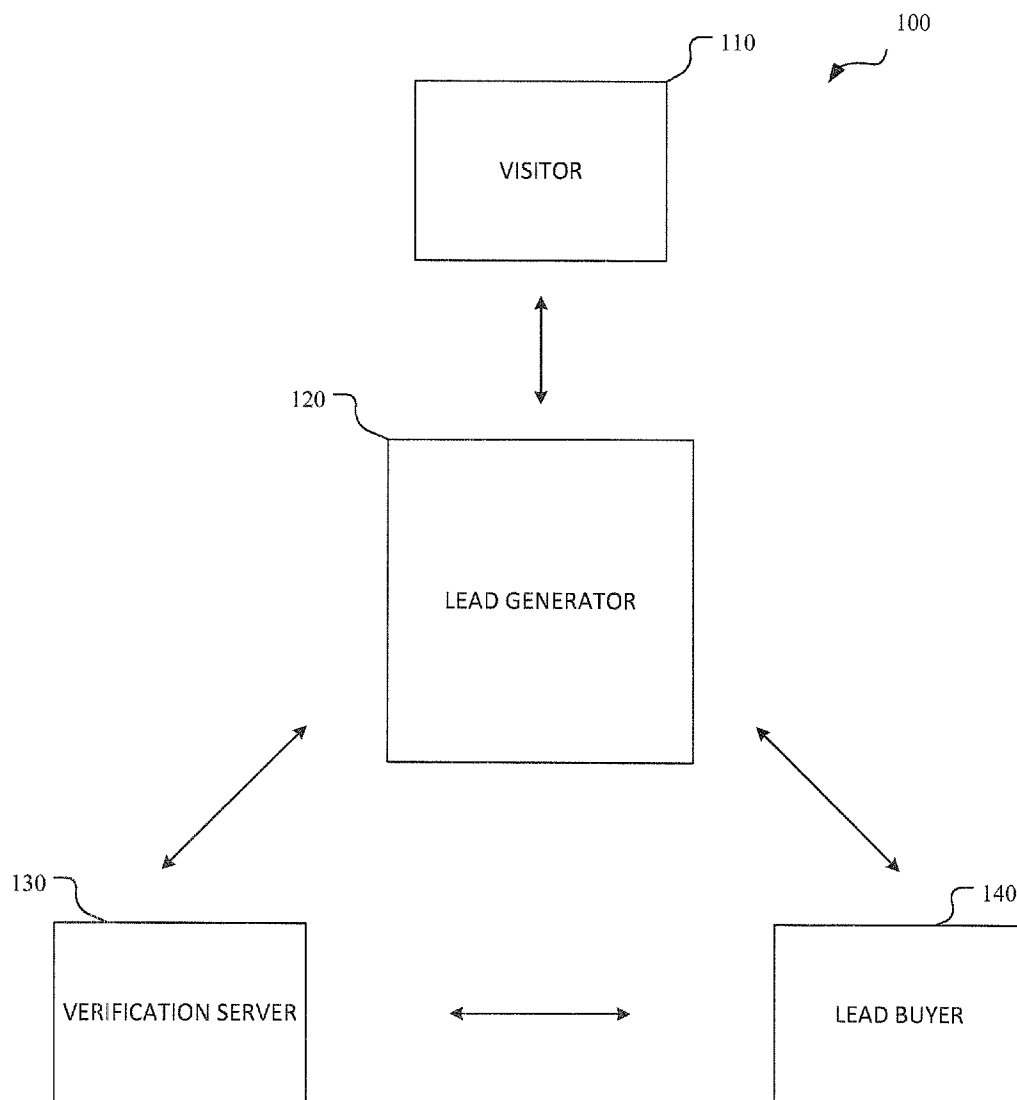 100
110
VISITOR
120
LEAD GENERATOR
130
140
VERIFICATION SERVER
LEAD BUYER